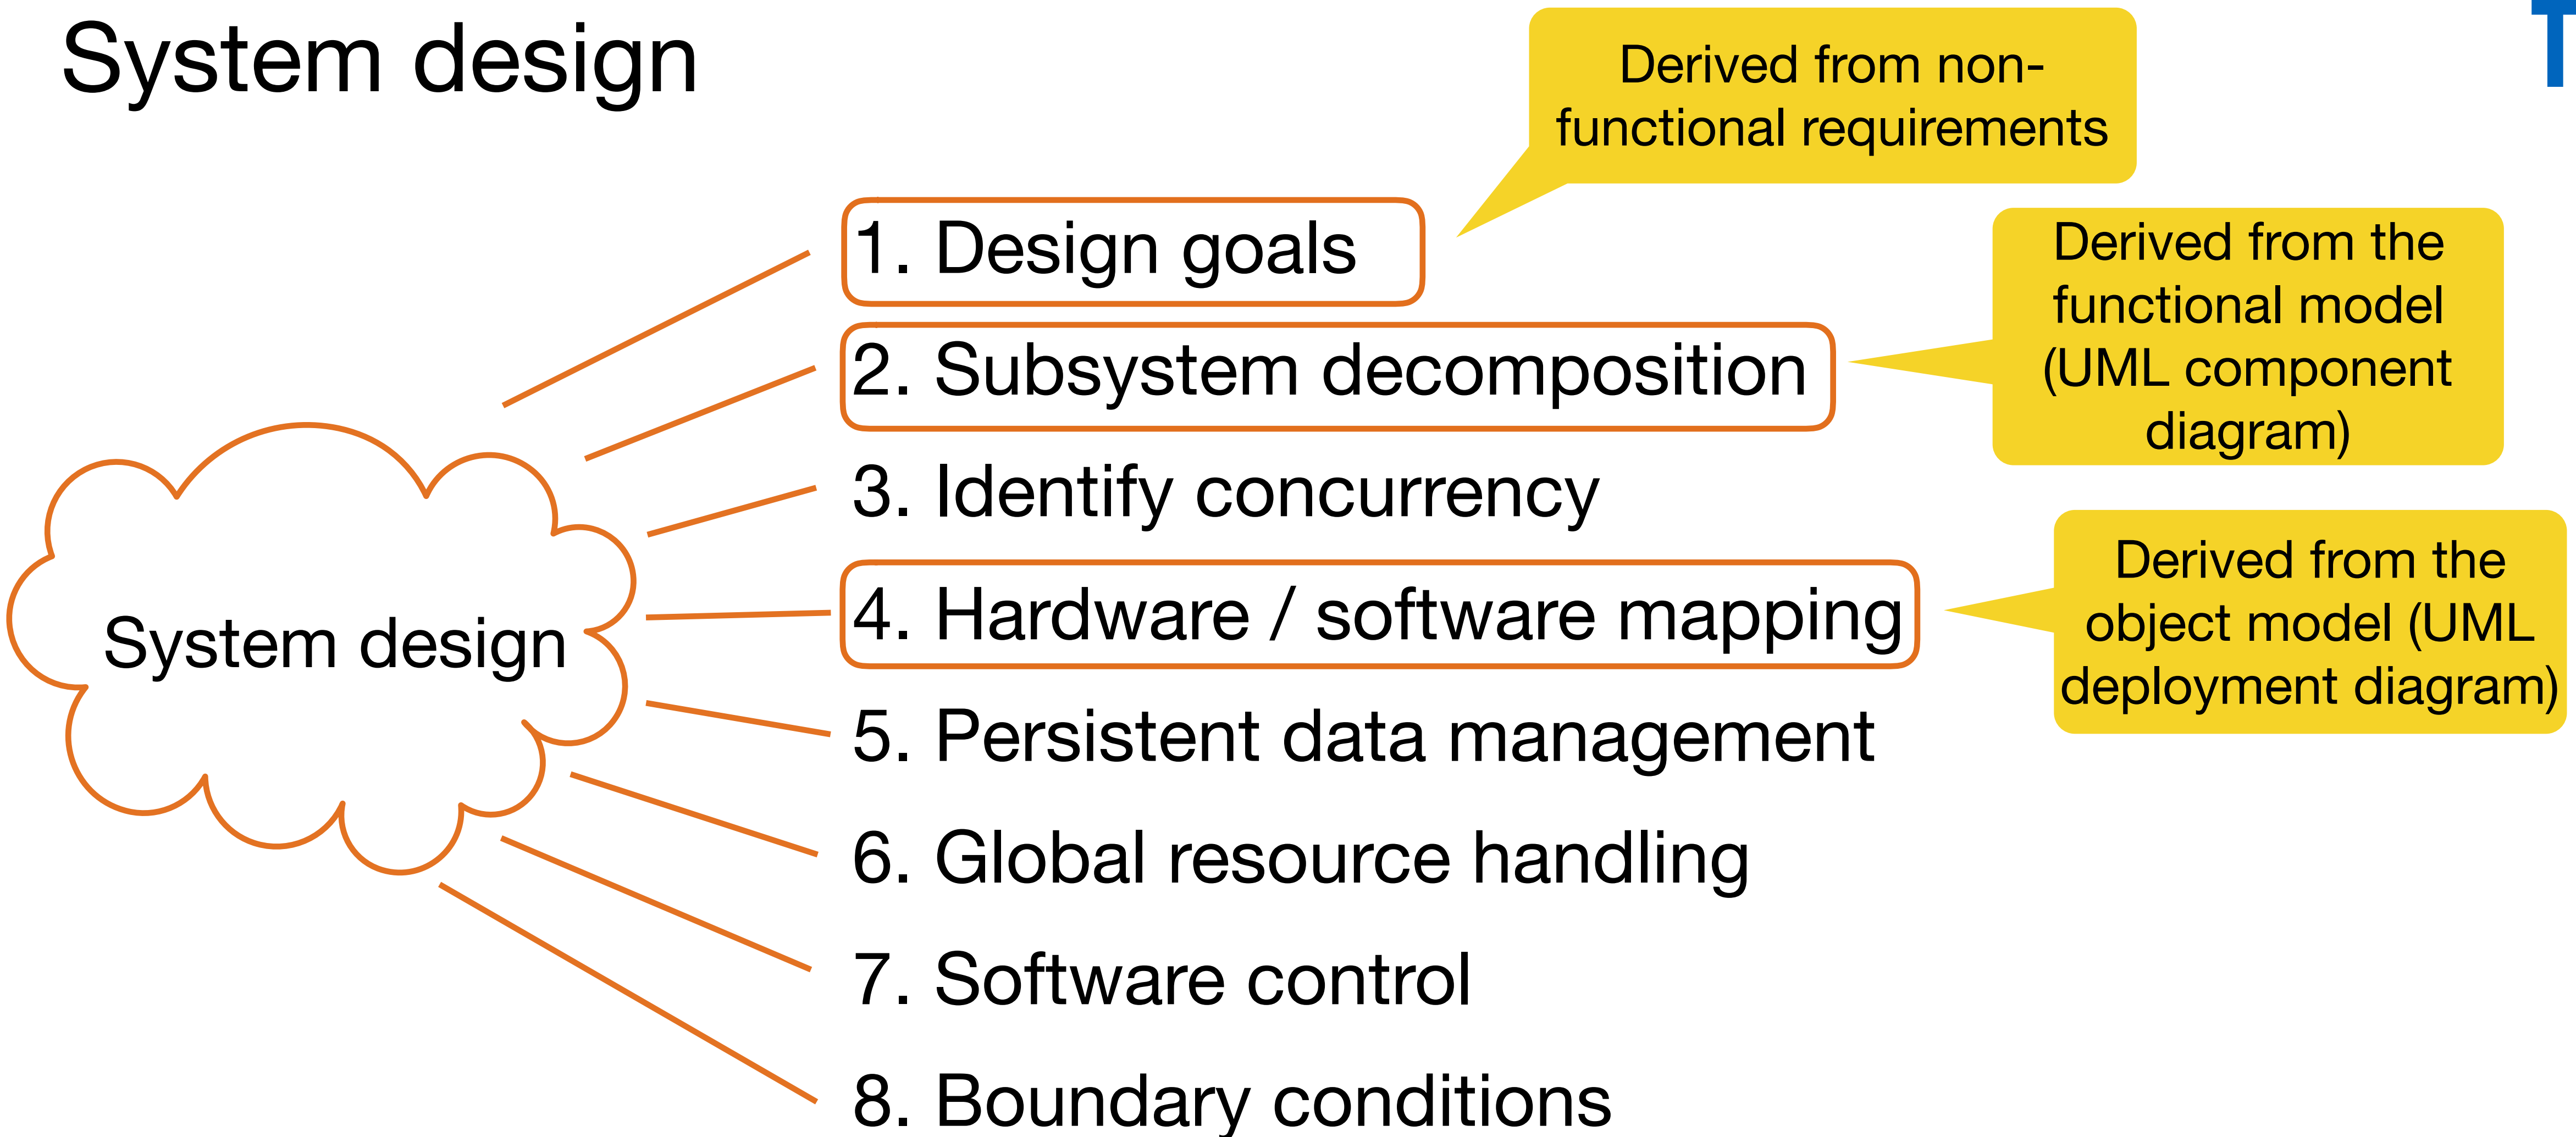 System design
Derived from non-
functional requirements
1. Design goals
Derived from the
functional model
(UML component
diagram)
2. Subsystem decomposition
3. Identify concurrency
Derived from the
object model (UML
deployment diagram)
4. Hardware / software mapping
System design
5. Persistent data management
6. Global resource handling
7. Software control
8. Boundary conditions